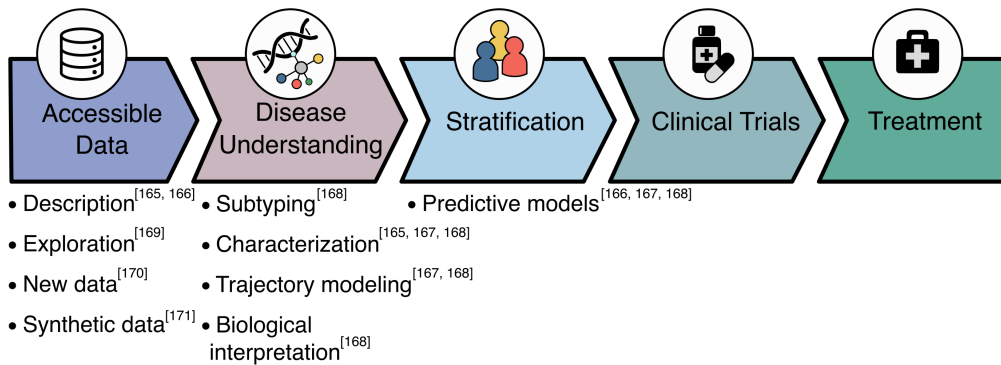 Accessible
Data
Disease
Understanding
Stratification
Clinical Trials
Treatment
• Description[165, 166]
• Exploration[169]
• New data[170]
• Synthetic data[171]
• Subtyping[168]
• Characterization[165, 167, 168]
• Trajectory modeling[167, 168]
• Biological
interpretation[168]
• Predictive models[166, 167, 168]